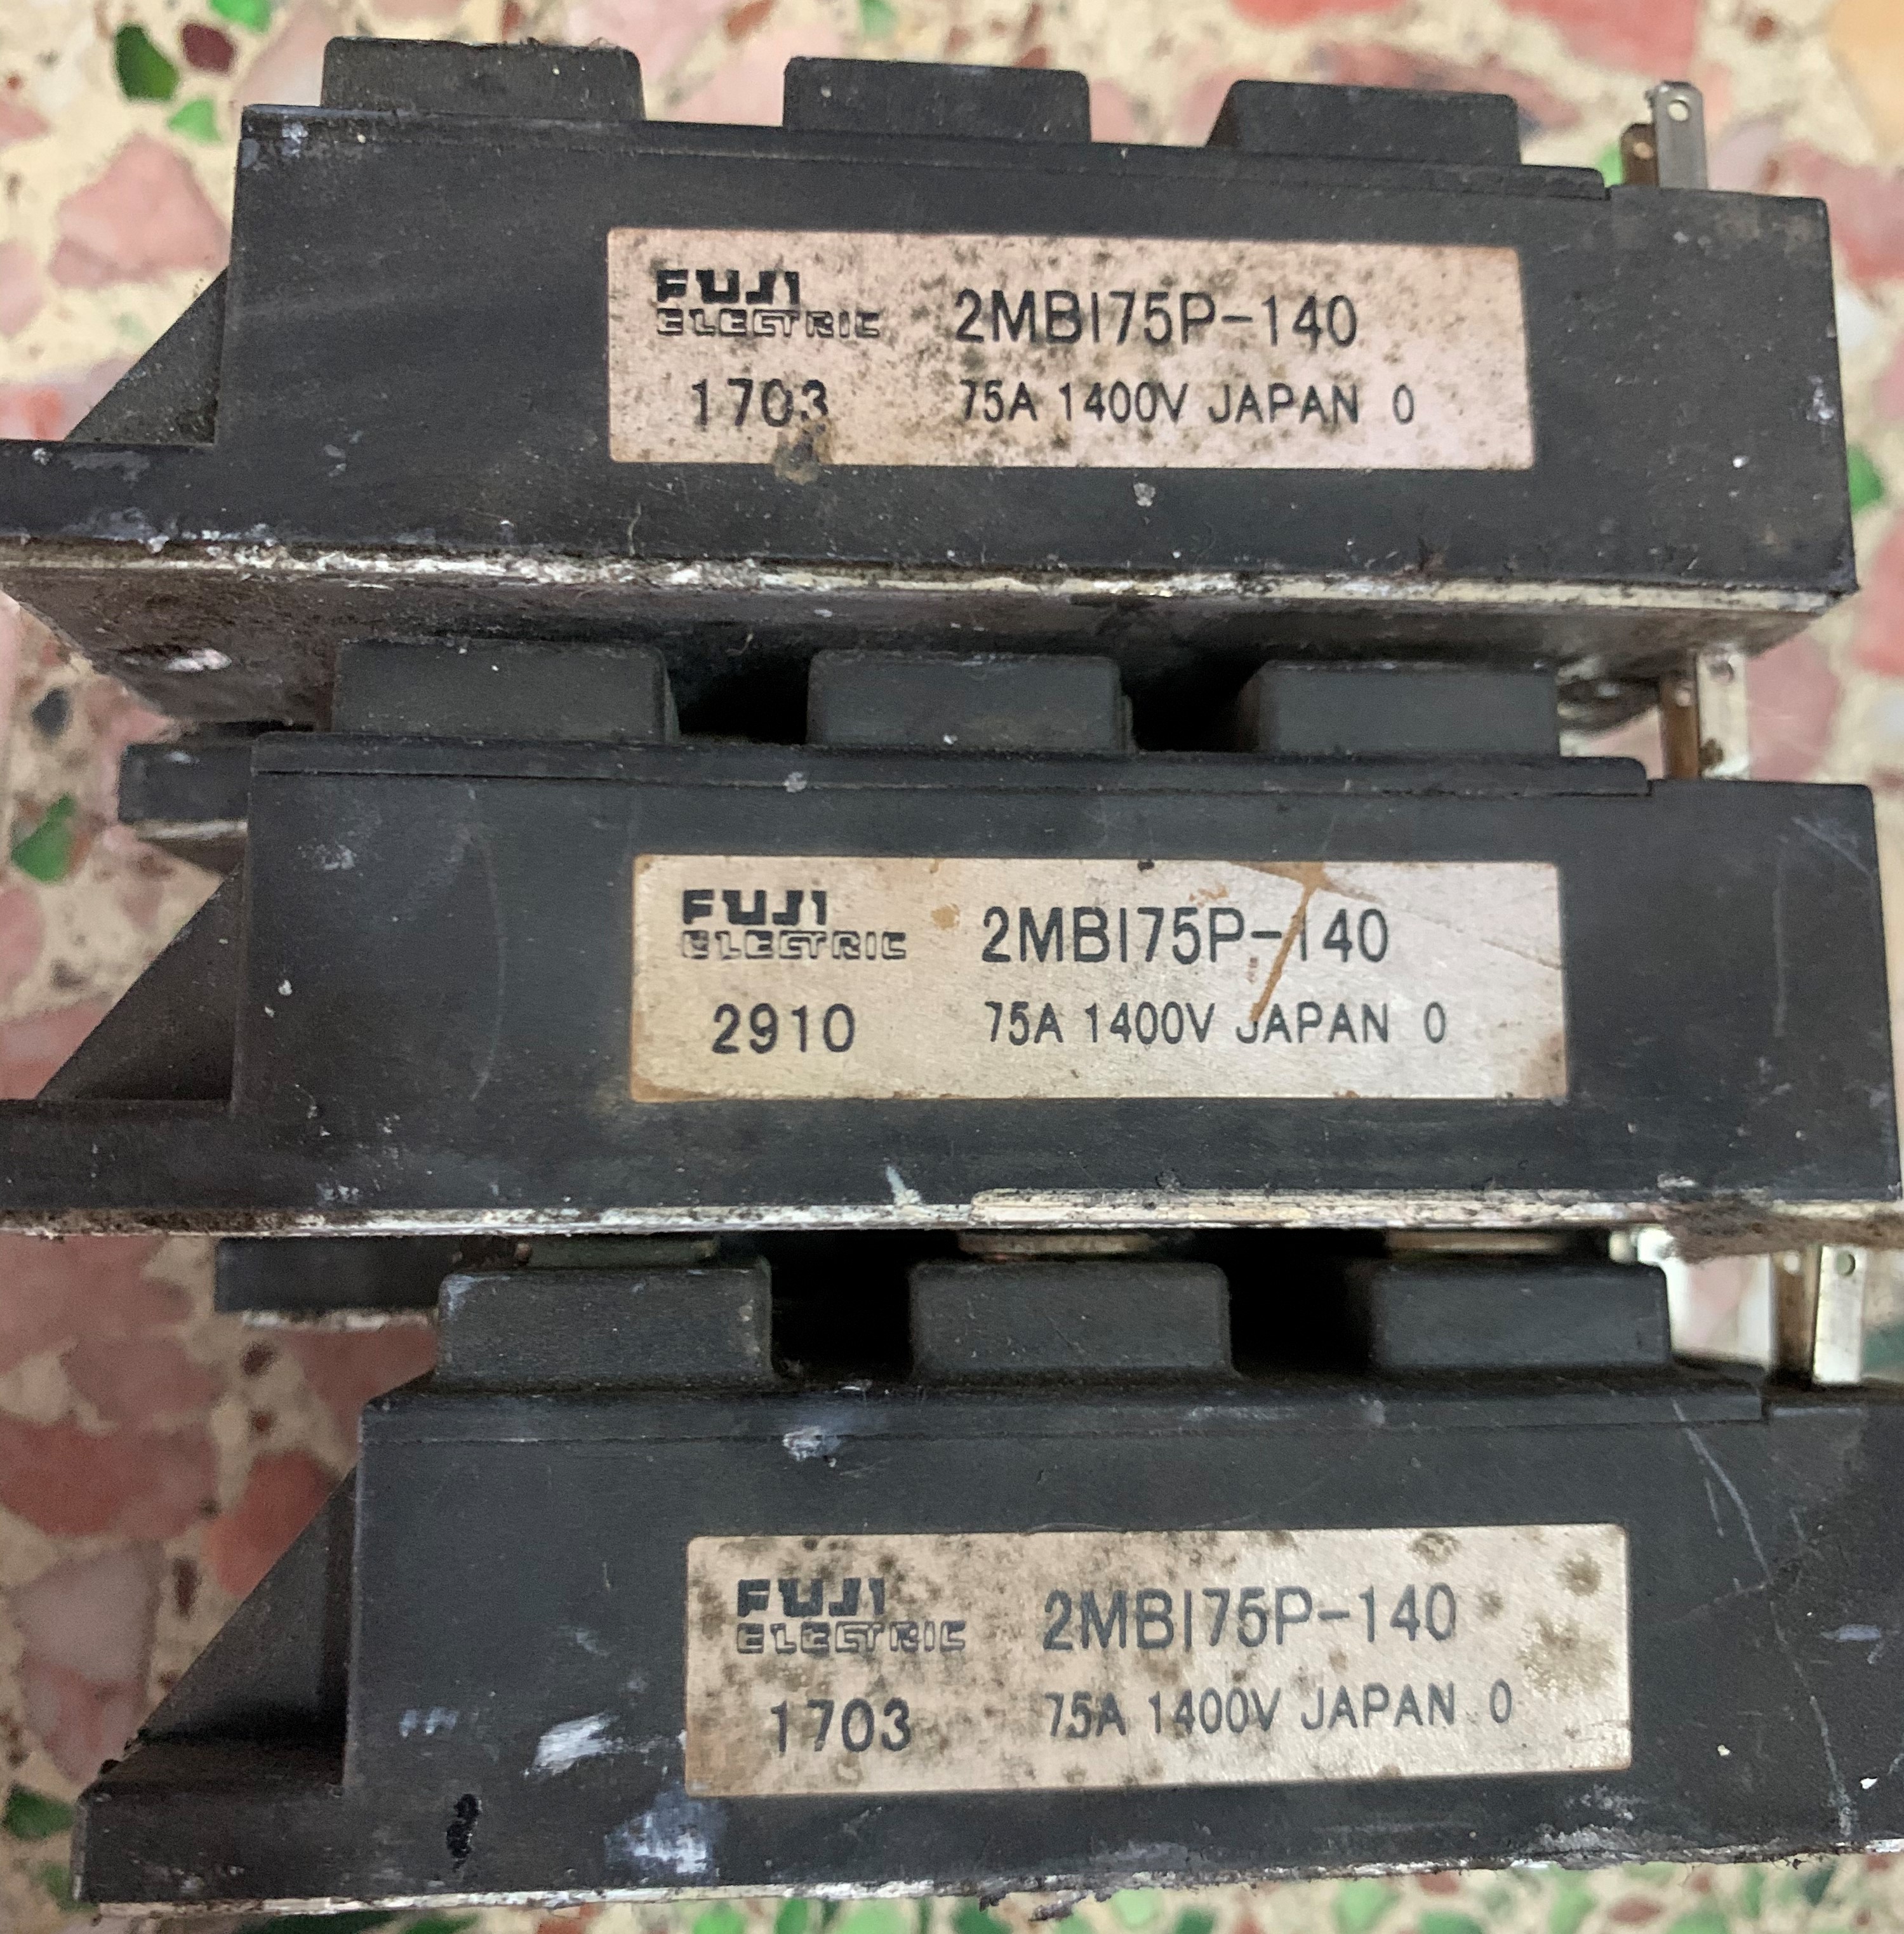 FUJI
ELECTRIC 2MBI75P-140
1703 75A 1400V JAPAN 0
FUJI
ELECTRIC 2MBI75P-140
2910 75A 1400V JAPAN 0
FUJI
ELECTRIC 2MBI75P-140
1703 75A 1400V JAPAN 0